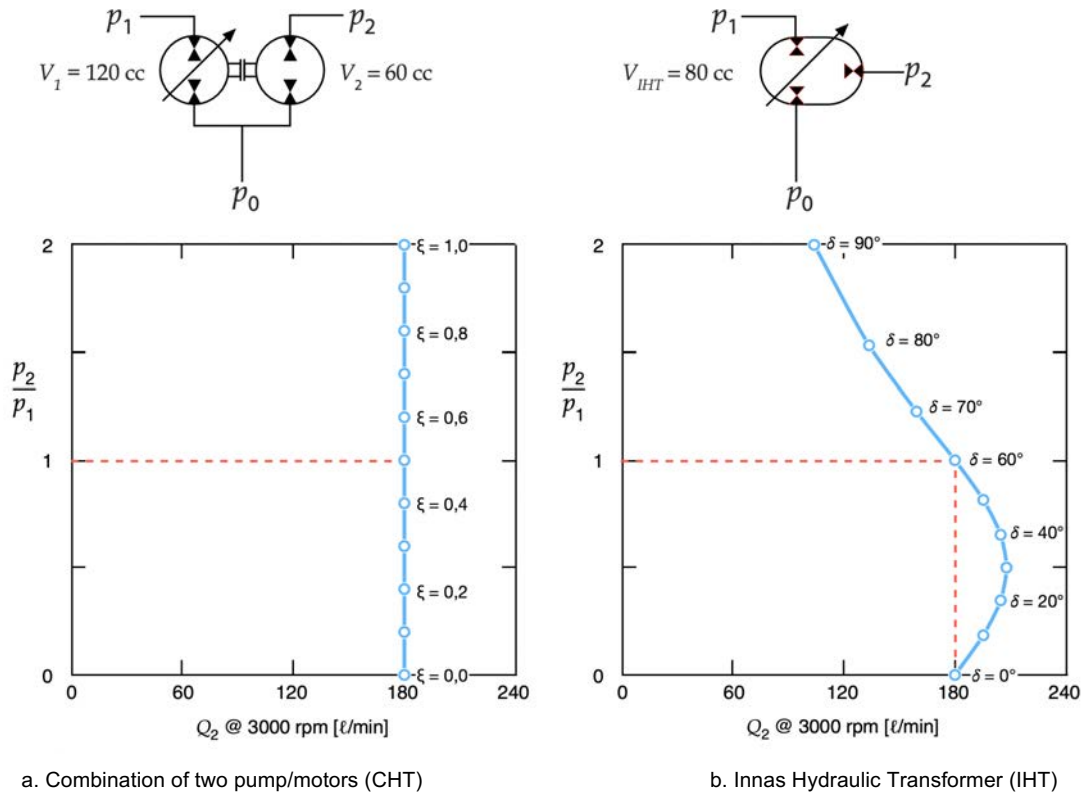 p1
p2
V1 = 120 cc
V2 = 60 cc
p0
p1
VIHT = 80 cc
p2
p0
2
1
0
p2
p1
ξ = 1,0
ξ = 0,8
ξ = 0,6
ξ = 0,4
ξ = 0,2
ξ = 0,0
0 60 120 180 240
Q2 @ 3000 rpm [ℓ/min]
2
1
0
p2
p1
δ = 90°
δ = 80°
δ = 70°
δ = 60°
δ = 40°
δ = 20°
δ = 0°
0 60 120 180 240
Q2 @ 3000 rpm [ℓ/min]
a. Combination of two pump/motors (CHT)
b. Innas Hydraulic Transformer (IHT)